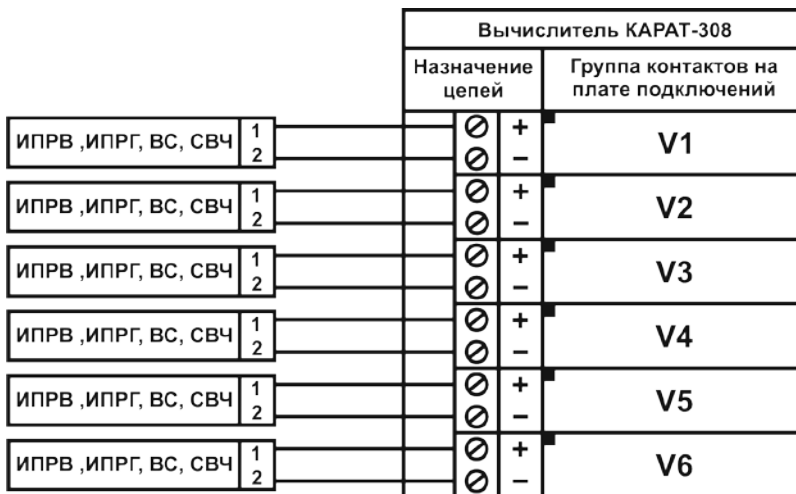 Вычислитель КАРАТ-308
Назначение цепей
Группа контактов на плате подключений
ИПРВ ,ИПРГ, ВС, СВЧ 1 + V1
2 −
ИПРВ ,ИПРГ, ВС, СВЧ 1 + V2
2 −
ИПРВ ,ИПРГ, ВС, СВЧ 1 + V3
2 −
ИПРВ ,ИПРГ, ВС, СВЧ 1 + V4
2 −
ИПРВ ,ИПРГ, ВС, СВЧ 1 + V5
2 −
ИПРВ ,ИПРГ, ВС, СВЧ 1 + V6
2 −